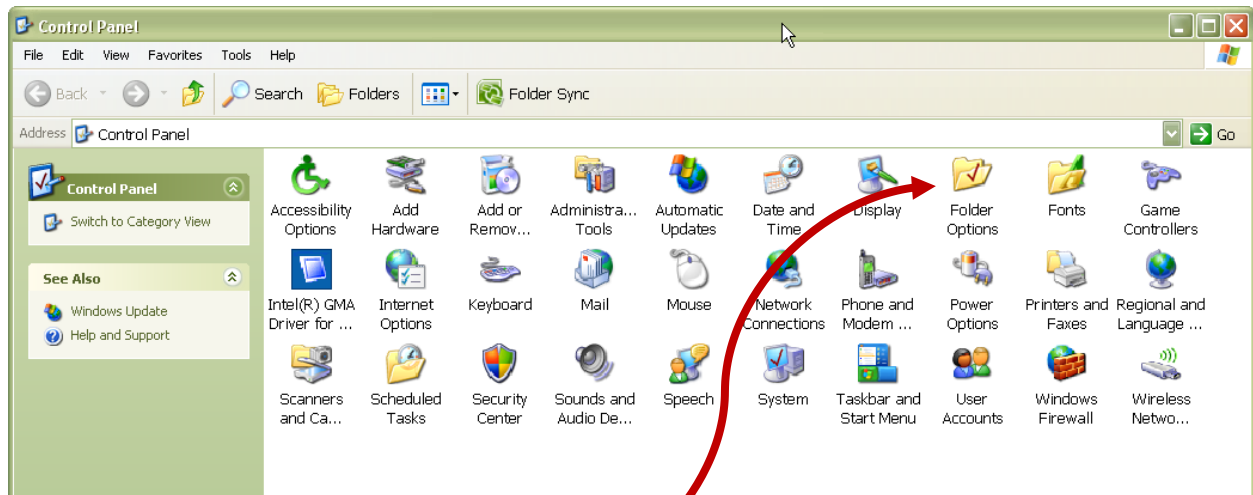 Control Panel
File Edit View Favorites Tools Help
Back Search Folders Folder Sync
Address Control Panel Go
Control Panel
Switch to Category View
See Also
Windows Update
Help and Support
Accessibility Options
Add Hardware
Add or Remov...
Administra... Tools
Automatic Updates
Date and Time
Display
Folder Options
Fonts
Game Controllers
Intel(R) GMA Driver for ...
Internet Options
Keyboard
Mail
Mouse
Network Connections
Phone and Modem ...
Power Options
Printers and Faxes
Regional and Language ...
Scanners and Ca...
Scheduled Tasks
Security Center
Sounds and Audio De...
Speech
System
Taskbar and Start Menu
User Accounts
Windows Firewall
Wireless Netwo...